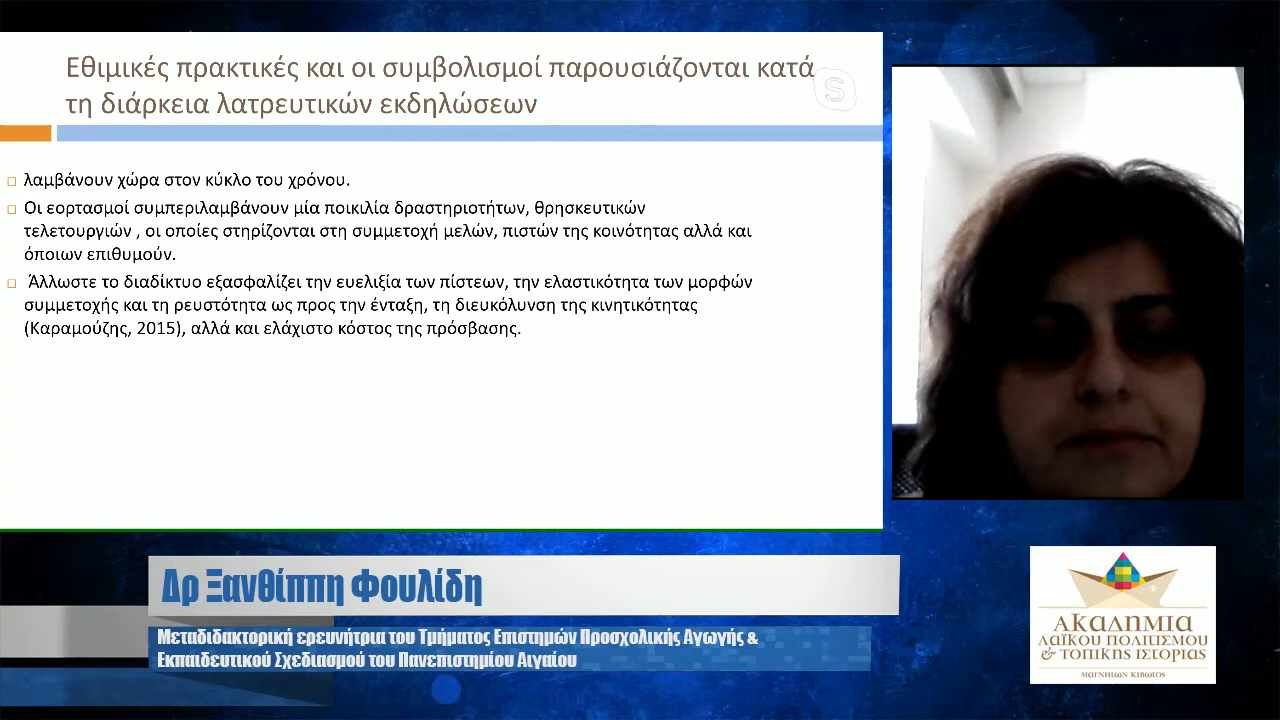 Εθιμικές πρακτικές και οι συμβολισμοί παρουσιάζονται κατά
τη διάρκεια λατρευτικών εκδηλώσεων
S
λαμβάνουν χώρα στον κύκλο του χρόνου.
Οι εορτασμοί συμπεριλαμβάνουν μία ποικιλία δραστηριοτήτων, θρησκευτικών
τελετουργιών , οι οποίες στηρίζονται στη συμμετοχή μελών, πιστών της κοινότητας αλλά και
όποιων επιθυμούν.
Άλλωστε το διαδίκτυο εξασφαλίζει την ευελιξία των πίστεων, την ελαστικότητα των μορφών
συμμετοχής και τη ρευστότητα ως προς την ένταξη, τη διευκόλυνση της κινητικότητας
(Καραμούζης, 2015), αλλά και ελάχιστο κόστος της πρόσβασης.
Δρ Ξανθίππη Φουλίδη
Μεταδιδακτορική ερευνήτρια του Τμήματος Επιστημών Προσχολικής Αγωγής &
Εκπαιδευτικού Σχεδιασμού του Πανεπιστημίου Αιγαίου
ΑΚΑΔΗΜΙΑ
ΛΑΪΚΟΥ ΠΟΛΙΤΙΣΜΟΥ
& ΤΟΠΙΚΗΣ ΙΣΤΟΡΙΑΣ
ΜΑΓΝΗΤΩΝ ΚΙΒΩΤΟΣ